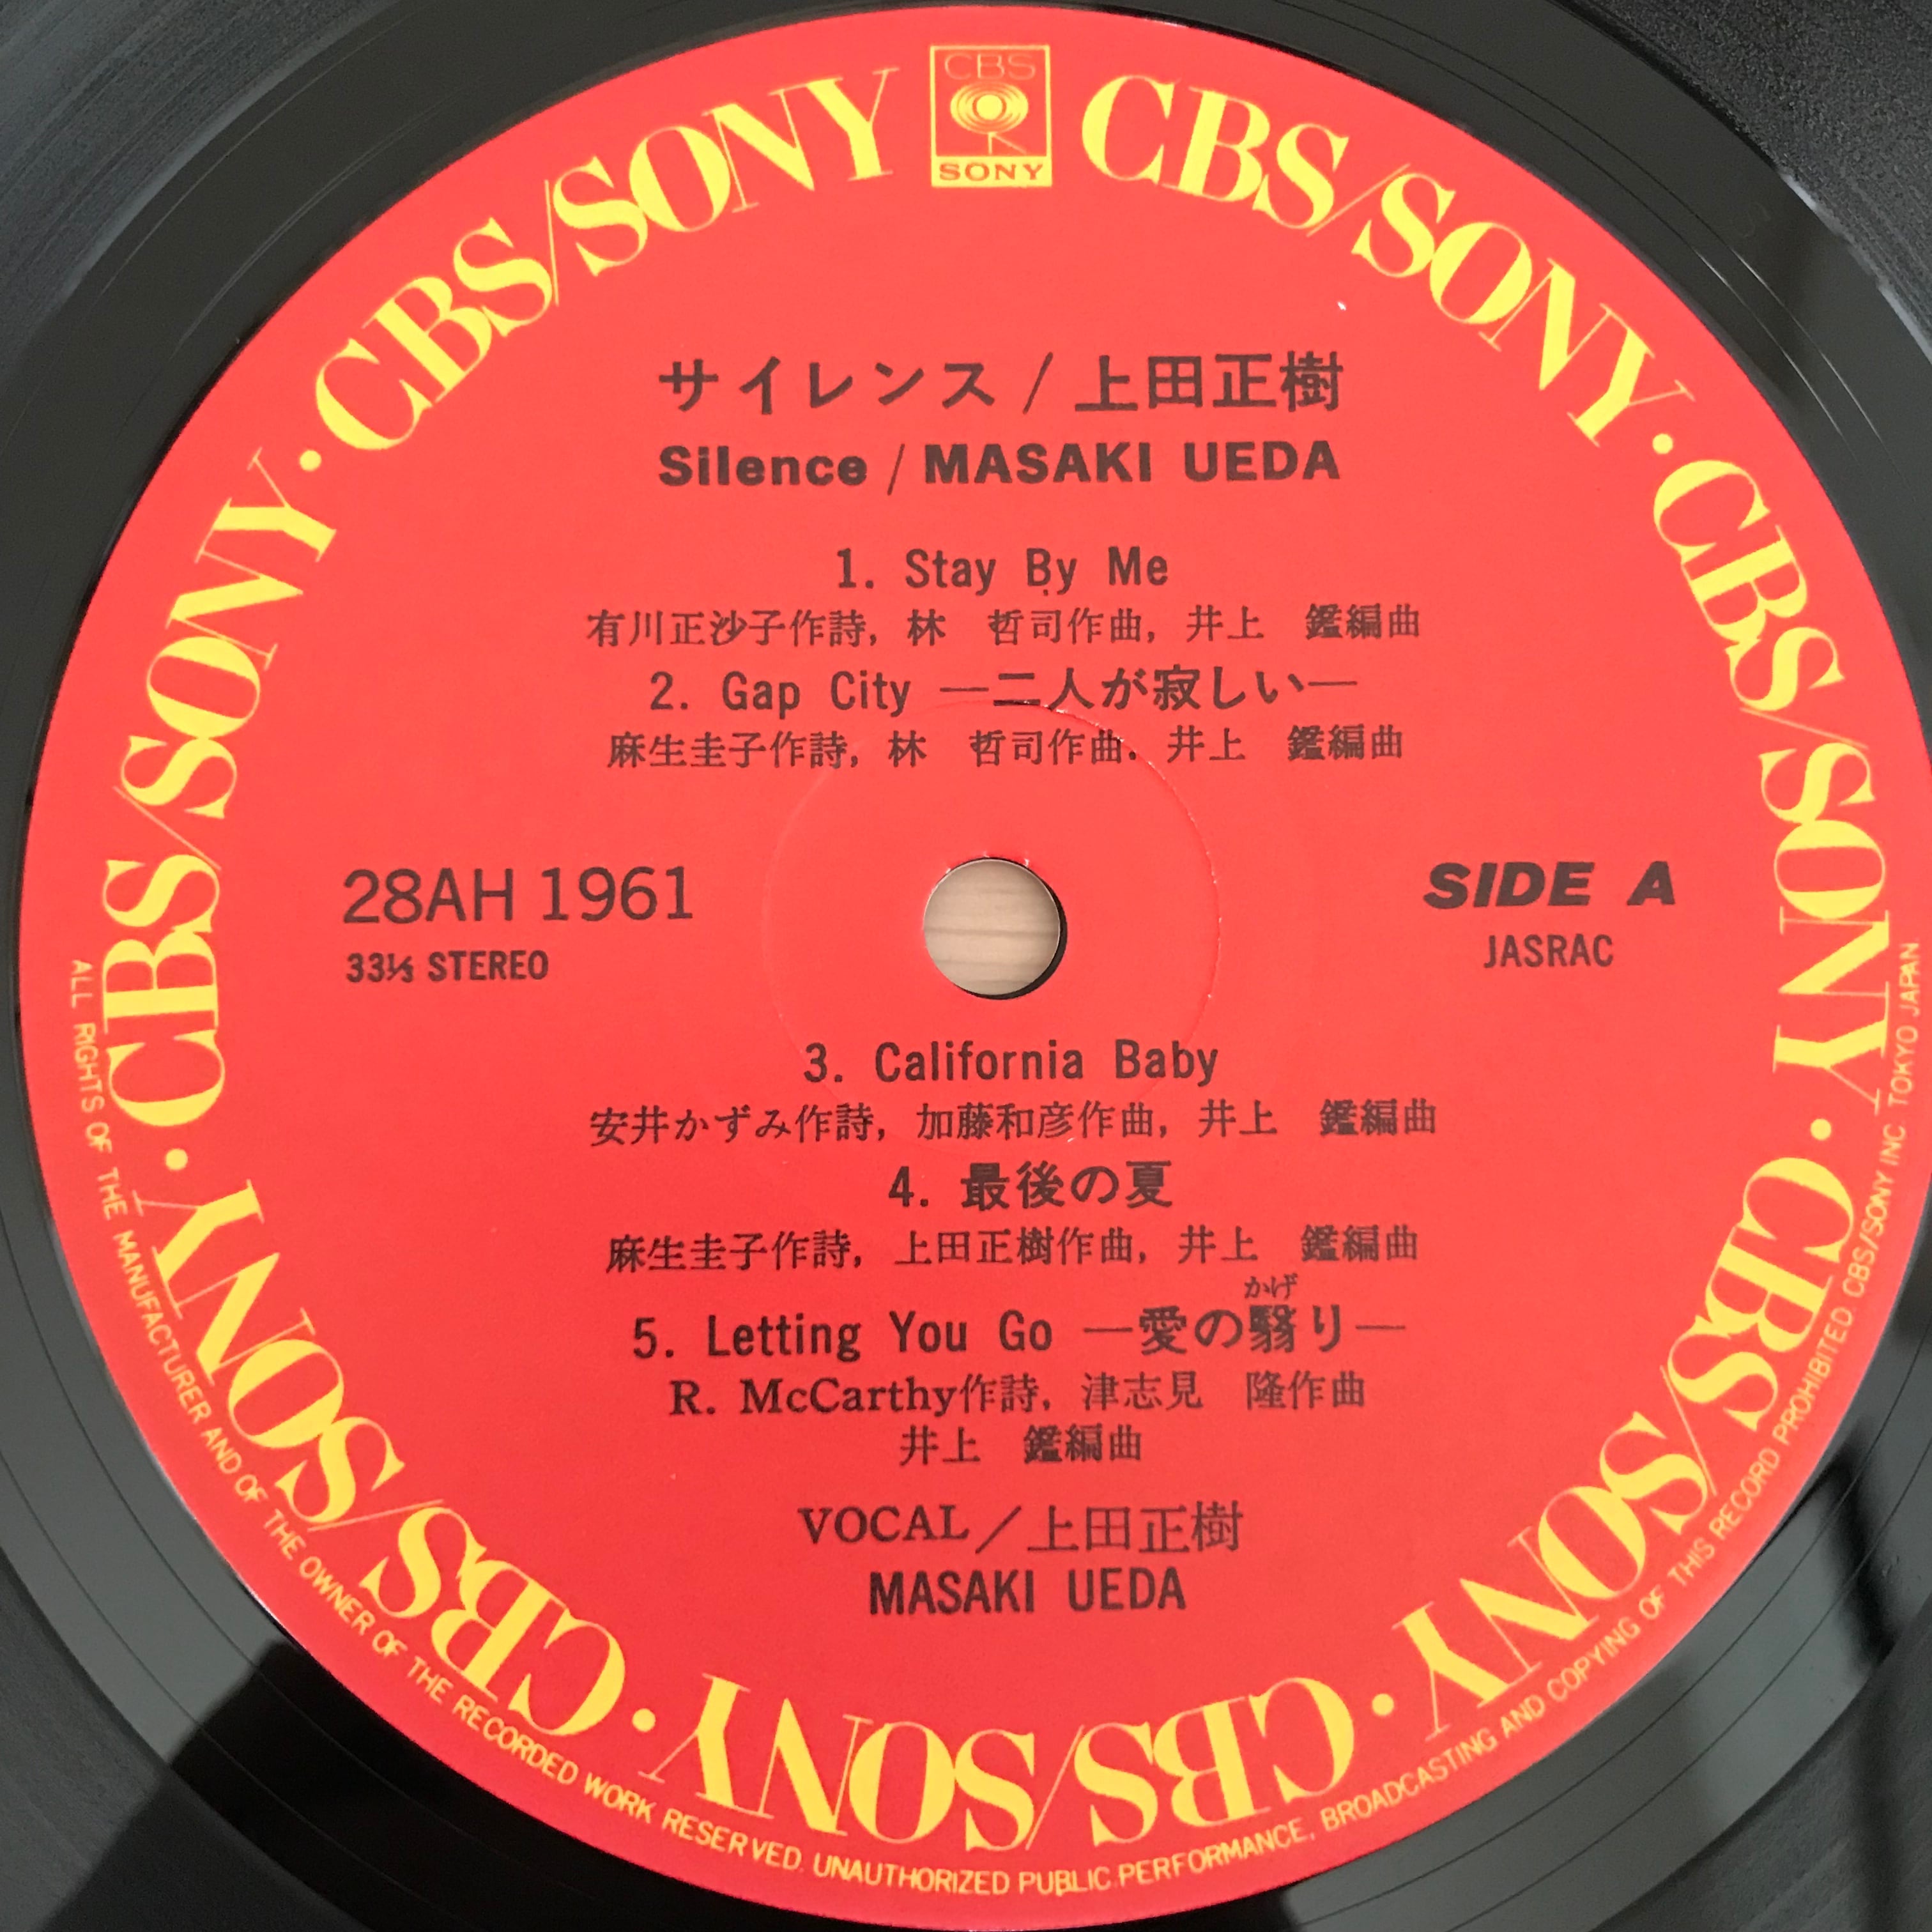 CBS
SONY
CBS/SONY・CBS/SONY・CBS/SONY・CBS/SONY・CBS/SONY・CBS/SONY・CBS/SONY
サイレンス / 上田正樹
Silence / MASAKI UEDA
1. Stay By Me
有川正沙子作詩, 林 哲司作曲, 井上 鑑編曲
2. Gap City —二人が寂しい—
麻生圭子作詩, 林 哲司作曲. 井上 鑑編曲
28AH 1961
33⅓ STEREO
SIDE A
JASRAC
3. California Baby
安井かずみ作詩, 加藤和彦作曲, 井上 鑑編曲
4. 最後の夏
麻生圭子作詩, 上田正樹作曲, 井上 鑑編曲
かげ
5. Letting You Go —愛の翳り—
R. McCarthy作詩, 津志見 隆作曲
井上 鑑編曲
VOCAL／上田正樹
MASAKI UEDA
ALL RIGHTS OF THE MANUFACTURER AND OF THE OWNER OF THE RECORDED WORK RESERVED. UNAUTHORIZED PUBLIC PERFORMANCE, BROADCASTING AND COPYING OF THIS RECORD PROHIBITED. CBS/SONY INC. TOKYO JAPAN